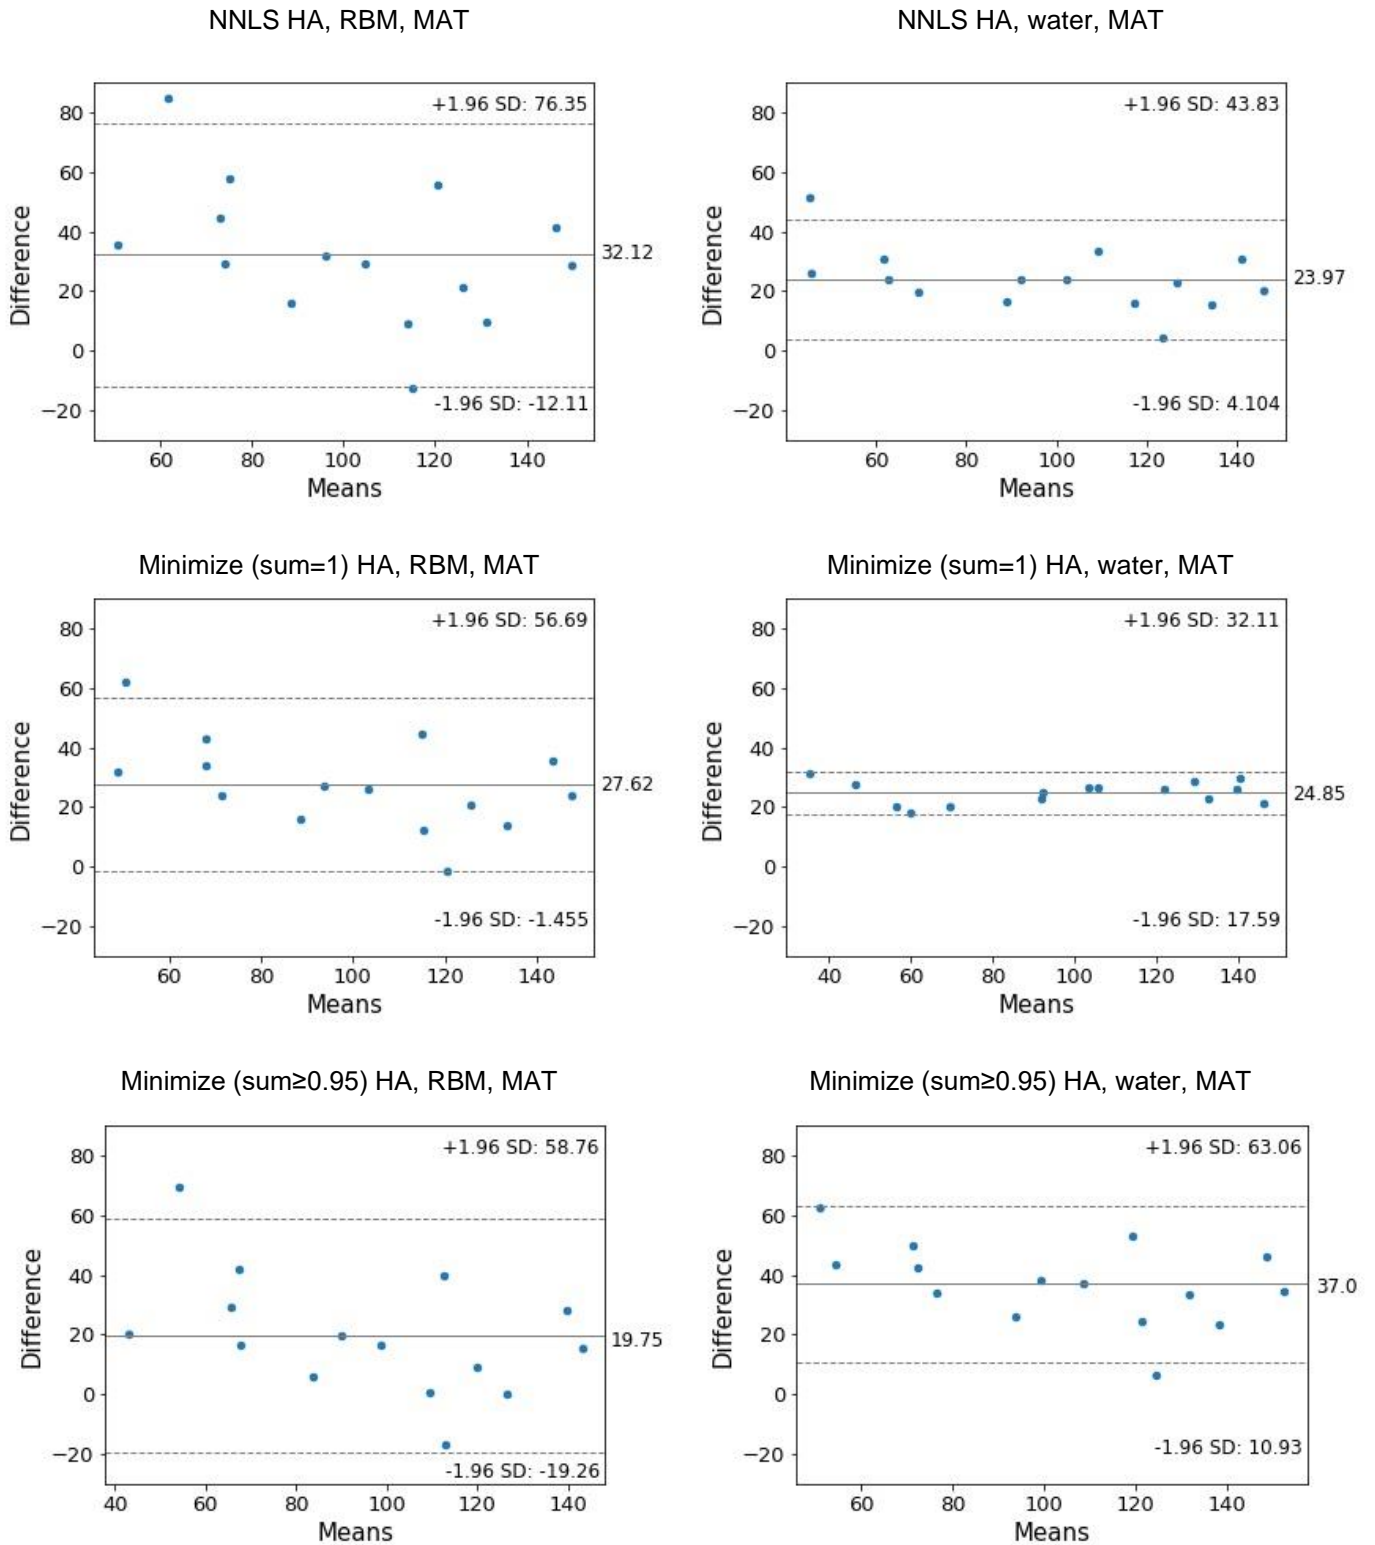 NNLS HA, RBM, MAT
80
60
40
20
0
−20
Difference
+1.96 SD: 76.35
32.12
-1.96 SD: -12.11
60 80 100 120 140
Means
NNLS HA, water, MAT
80
60
40
20
0
−20
Difference
+1.96 SD: 43.83
23.97
-1.96 SD: 4.104
60 80 100 120 140
Means
Minimize (sum=1) HA, RBM, MAT
80
60
40
20
0
−20
Difference
+1.96 SD: 56.69
27.62
-1.96 SD: -1.455
60 80 100 120 140
Means
Minimize (sum=1) HA, water, MAT
80
60
40
20
0
−20
Difference
+1.96 SD: 32.11
24.85
-1.96 SD: 17.59
40 60 80 100 120 140
Means
Minimize (sum≥0.95) HA, RBM, MAT
80
60
40
20
0
−20
Difference
+1.96 SD: 58.76
19.75
-1.96 SD: -19.26
40 60 80 100 120 140
Means
Minimize (sum≥0.95) HA, water, MAT
80
60
40
20
0
−20
Difference
+1.96 SD: 63.06
37.0
-1.96 SD: 10.93
60 80 100 120 140
Means